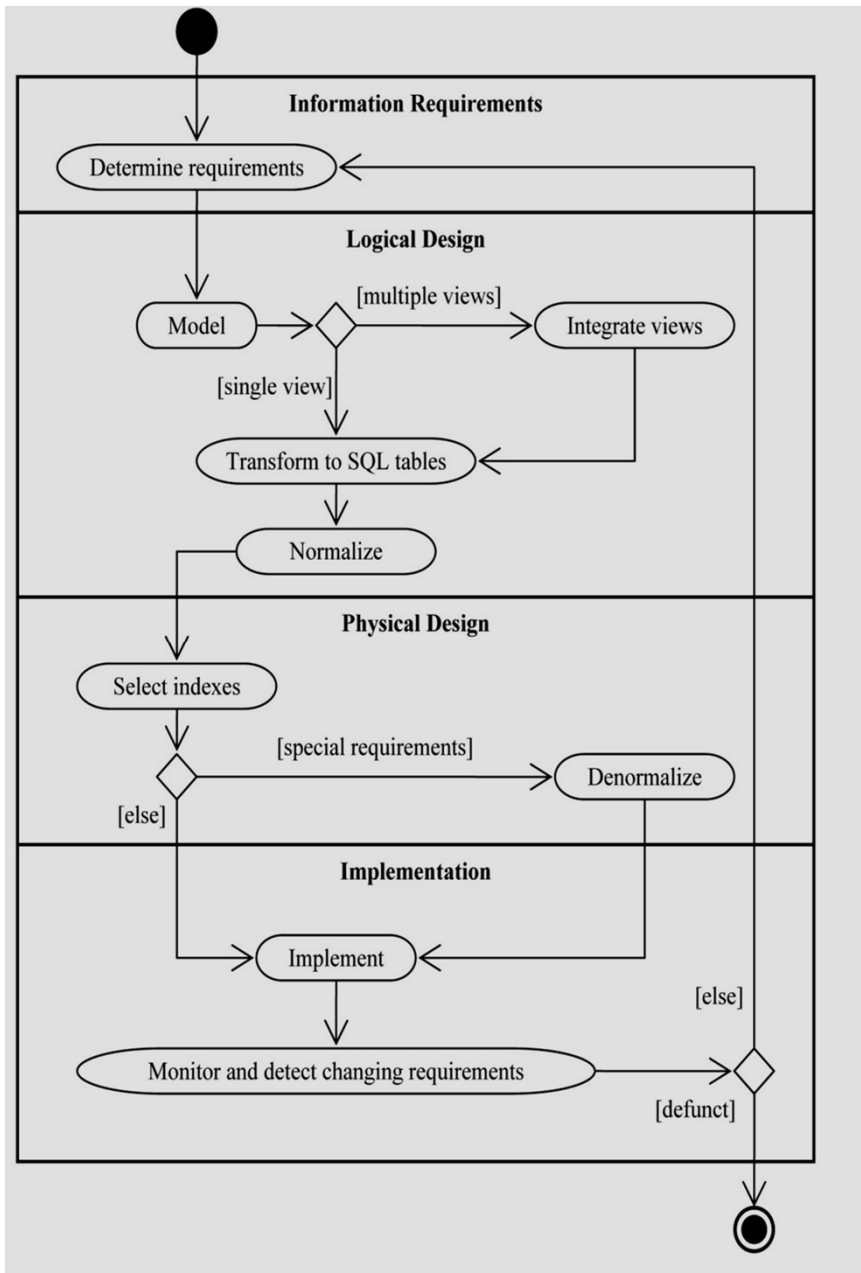 Information Requirements
Determine requirements
Logical Design
[multiple views]
Model
Integrate views
[single view]
Transform to SQL tables
Normalize
Physical Design
Select indexes
[special requirements]
Denormalize
[else]
Implementation
Implement
[else]
Monitor and detect changing requirements
[defunct]